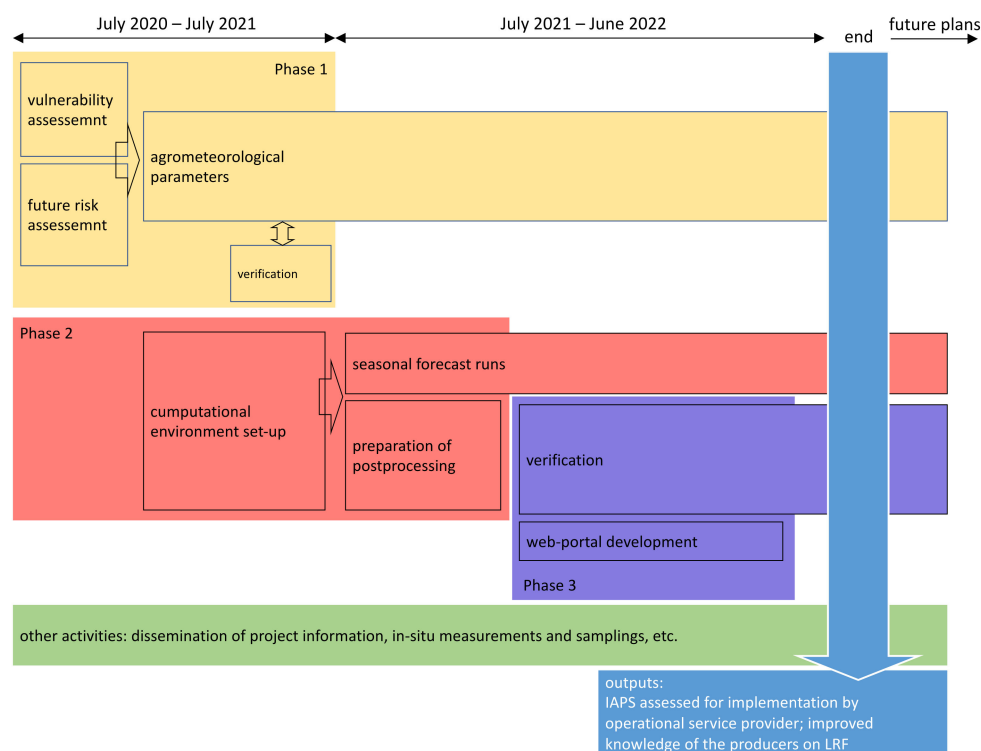 July 2020 – July 2021
July 2021 – June 2022
end
future plans
Phase 1
vulnerability
assessemnt
agrometeorological
parameters
future risk
assessemnt
verification
Phase 2
seasonal forecast runs
cumputational
environment set-up
preparation of
postprocessing
verification
web-portal development
Phase 3
other activities: dissemination of project information, in-situ measurements and samplings, etc.
outputs:
IAPS assessed for implementation by
operational service provider; improved
knowledge of the producers on LRF